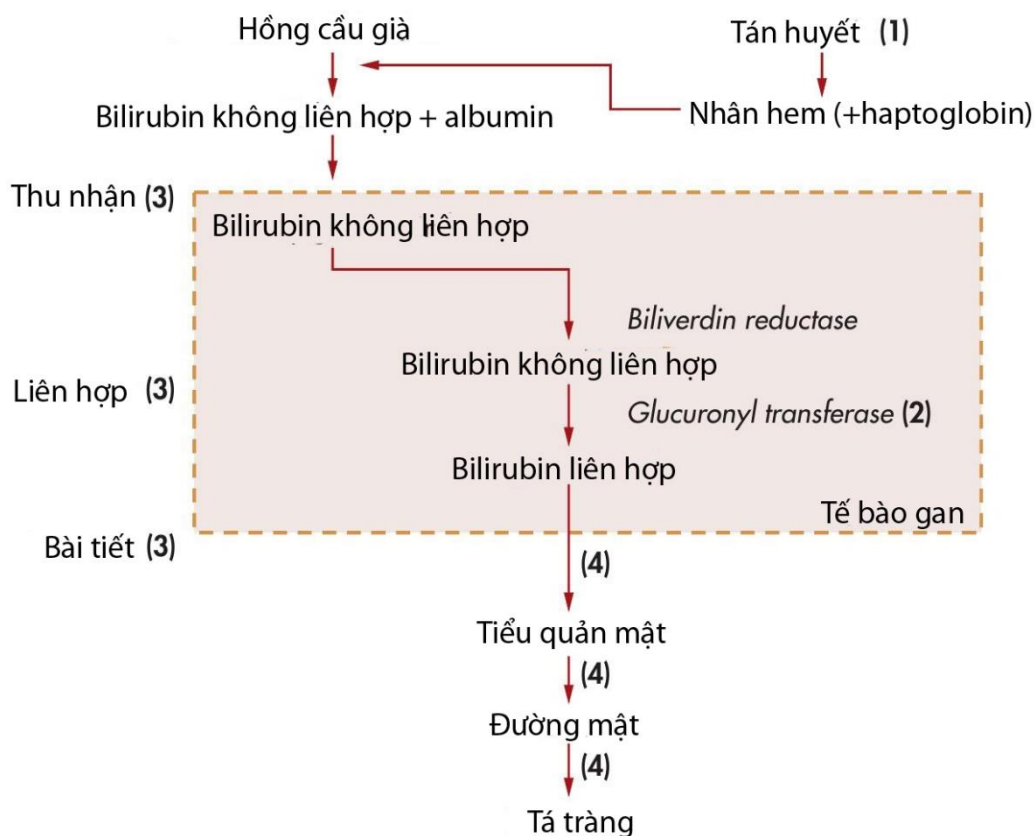 Hồng cầu già
Tán huyết (1)
Bilirubin không liên hợp + albumin
Nhân hem (+haptoglobin)
Thu nhận (3)
Bilirubin không liên hợp
Biliverdin reductase
Bilirubin không liên hợp
Liên hợp (3)
Glucuronyl transferase (2)
Bilirubin liên hợp
Tế bào gan
Bài tiết (3)
(4)
Tiểu quản mật
(4)
Đường mật
(4)
Tá tràng